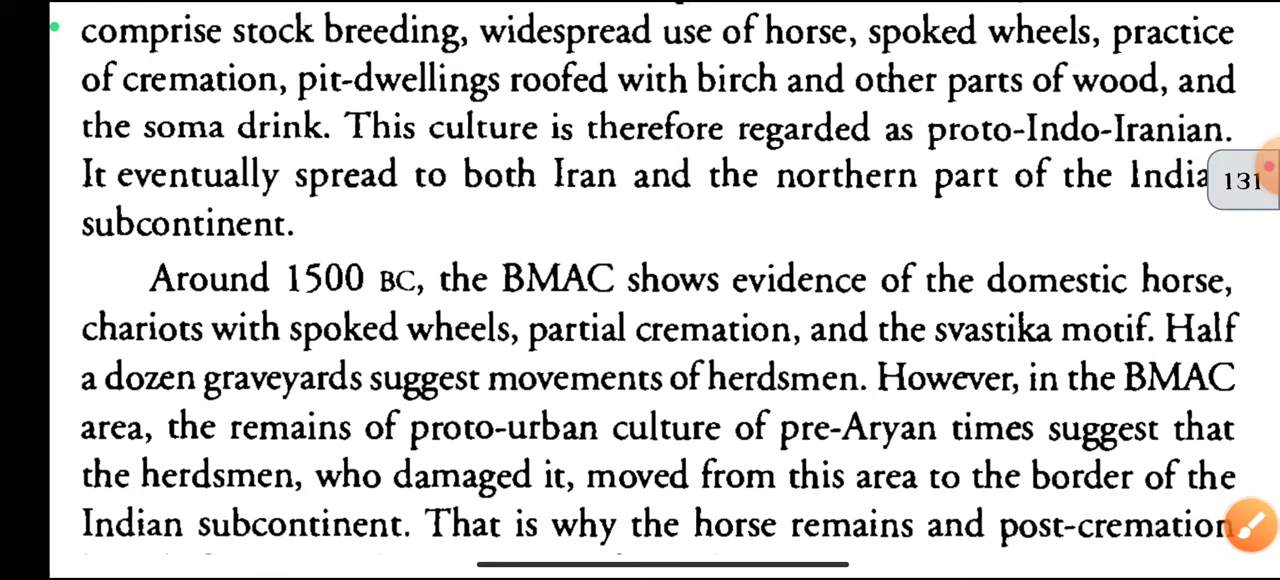 comprise stock breeding, widespread use of horse, spoked wheels, practice
of cremation, pit-dwellings roofed with birch and other parts of wood, and
the soma drink. This culture is therefore regarded as proto-Indo-Iranian.
It eventually spread to both Iran and the northern part of the India
131
subcontinent.
Around 1500 BC, the BMAC shows evidence of the domestic horse,
chariots with spoked wheels, partial cremation, and the svastika motif. Half
a dozen graveyards suggest movements of herdsmen. However, in the BMAC
area, the remains of proto-urban culture of pre-Aryan times suggest that
the herdsmen, who damaged it, moved from this area to the border of the
Indian subcontinent. That is why the horse remains and post-cremation